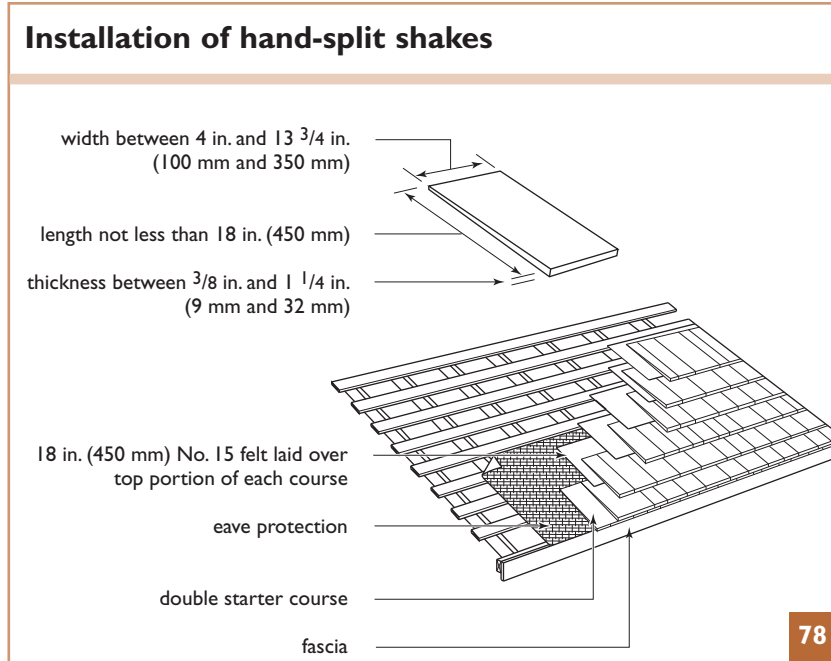 Installation of hand-split shakes
width between 4 in. and 13 3/4 in.
(100 mm and 350 mm)
length not less than 18 in. (450 mm)
thickness between 3/8 in. and 1 1/4 in.
(9 mm and 32 mm)
18 in. (450 mm) No. 15 felt laid over
top portion of each course
eave protection
double starter course
fascia
78